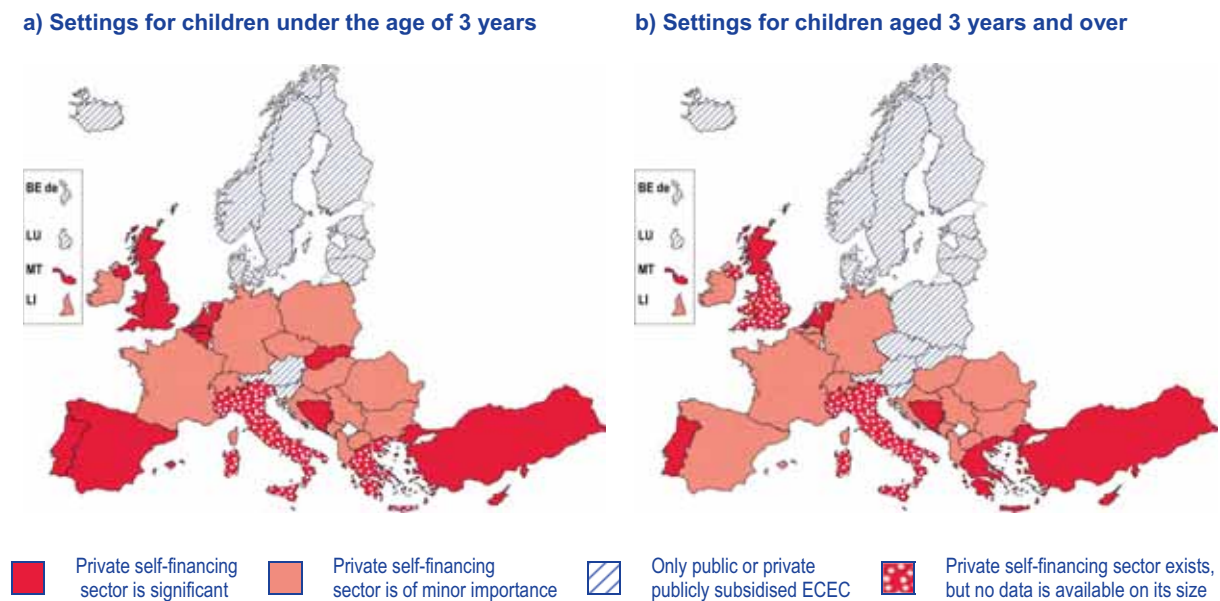 a) Settings for children under the age of 3 years
b) Settings for children aged 3 years and over
BE de
LU
MT
LI
BE de
LU
MT
LI
Private self-financing
sector is significant
Private self-financing
sector is of minor importance
Only public or private
publicly subsidised ECEC
Private self-financing sector exists,
but no data is available on its size